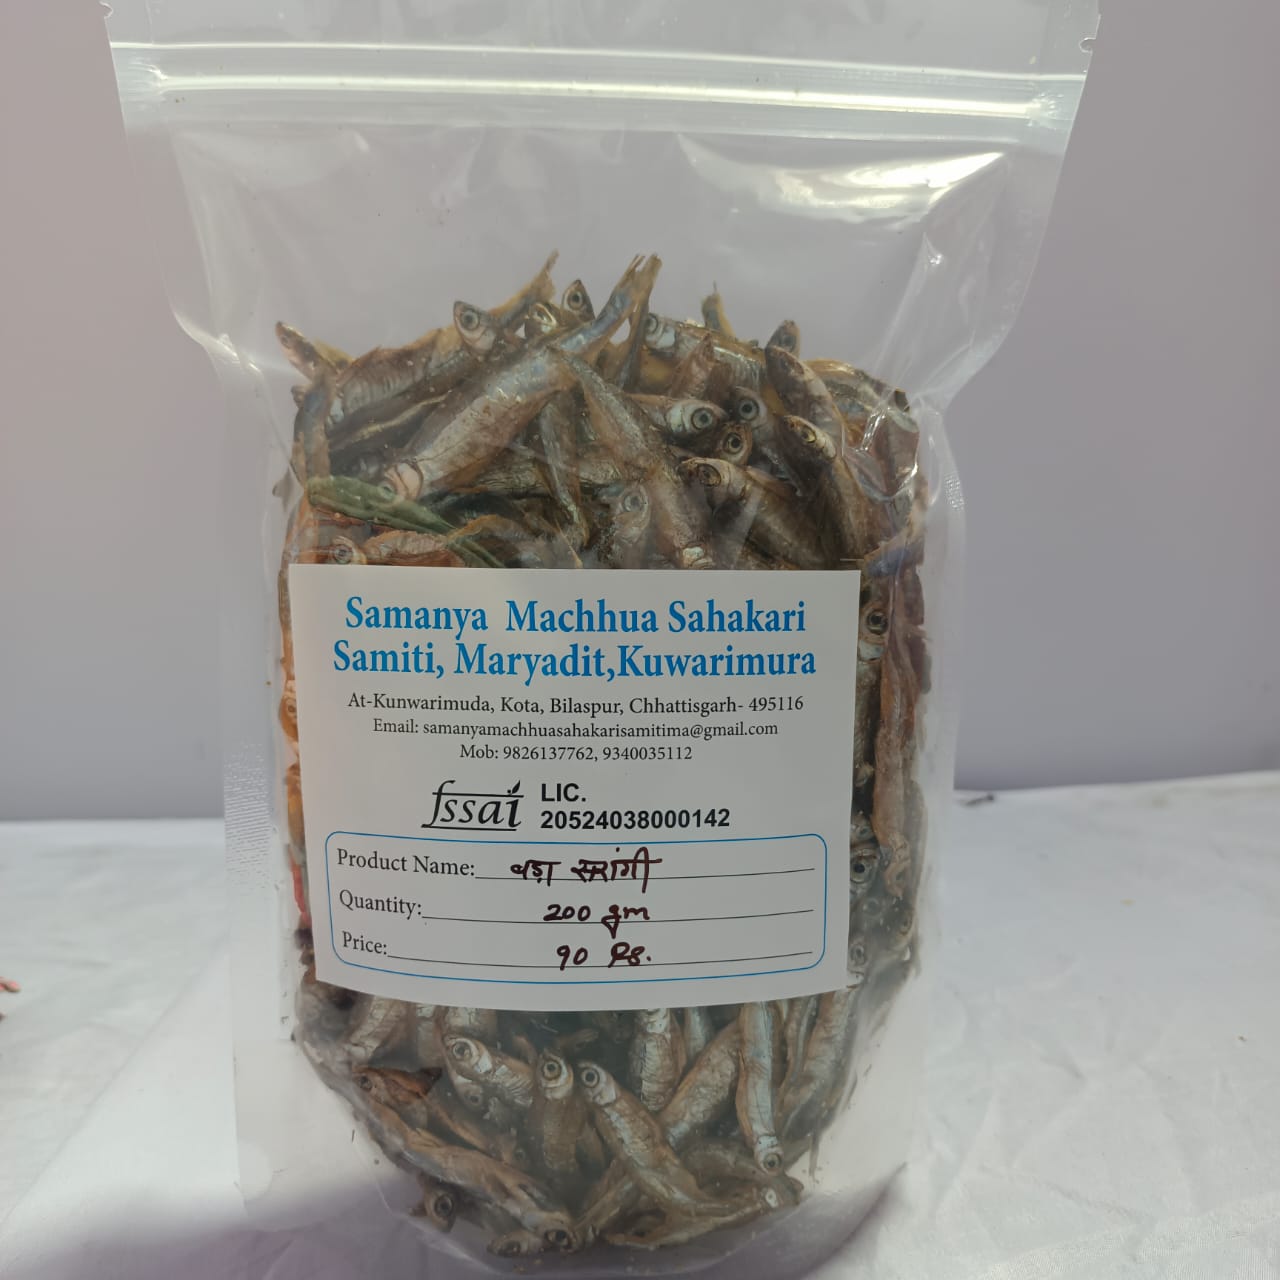 Samanya Machhua Sahakari
Samiti, Maryadit,Kuwarimura
At-Kunwarimuda, Kota, Bilaspur, Chhattisgarh- 495116
Email: samanyamachhuasahakarisamitima@gmail.com
Mob: 9826137762, 9340035112
fssai LIC.
20524038000142
Product Name: बड़ा सरांगी
Quantity: 200 gm
Price: 90 Rs.